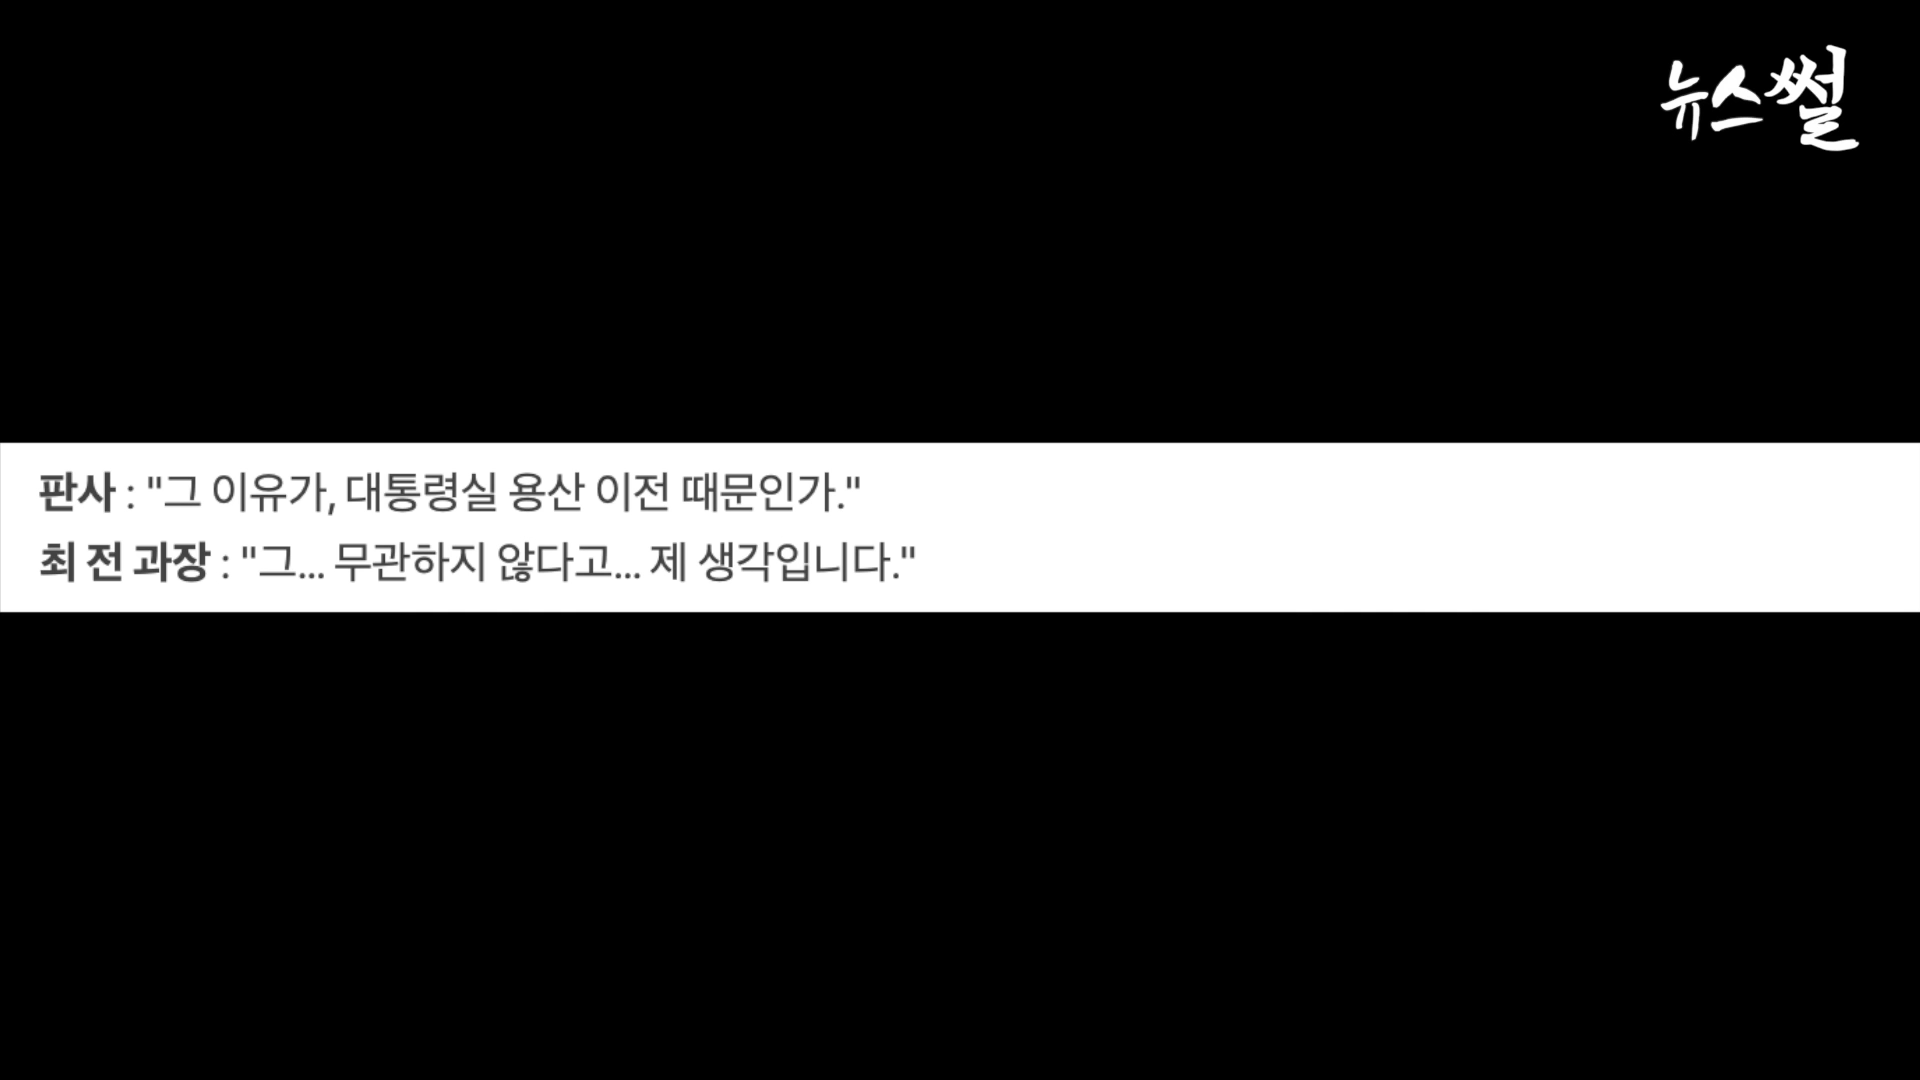 뉴스썰
판사 : "그 이유가, 대통령실 용산 이전 때문인가."
최 전 과장 : "그... 무관하지 않다고... 제 생각입니다."